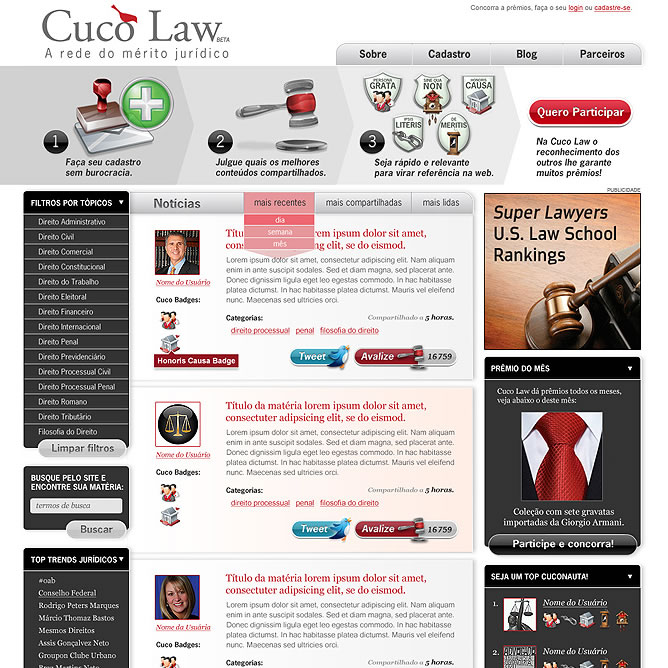 Concorra a prêmios, faça o seu login ou cadastre-se.
Cuco Law
BETA
A rede do mérito jurídico
Sobre
Cadastro
Blog
Parceiros
1
Faça seu cadastro
sem burocracia.
2
Julgue quais os melhores
conteúdos compartilhados.
PERSONA
GRATA
SINE QUA
NON
HONORIS
CAUSA
IPSIS
LITERIS
DE
MERITIS
3
Seja rápido e relevante
para virar referência na web.
Quero Participar
Na Cuco Law o
reconhecimento dos
outros lhe garante
muitos prêmios!
FILTROS POR TÓPICOS
Direito Administrativo
Direito Civil
Direito Comercial
Direito Constitucional
Direito do Trabalho
Direito Eleitoral
Direito Financeiro
Direito Internacional
Direito Penal
Direito Previdenciário
Direito Processual Civil
Direito Processual Penal
Direito Romano
Direito Tributário
Filosofia do Direito
Limpar filtros
BUSQUE PELO SITE E
ENCONTRE SUA MATÉRIA:
termos de busca
Buscar
TOP TRENDS JURÍDICOS
#oab
Conselho Federal
Rodrigo Peters Marques
Márcio Thomaz Bastos
Mesmos Direitos
Assis Gonçalvez Neto
Groupon Clube Urbano
Notícias
mais recentes
mais compartilhadas
mais lidas
dia
semana
mês
Título da matéria lorem ipsum dolor sit amet,
consectuter adipsicing elit, se do eismod.
Lorem ipsum dolor sit amet, consectetur adipiscing elit. Nam aliquam
enim in ante suscipit sodales. Sed et diam magna, sed placerat ante.
Donec dignissim ligula eget leo egestas commodo. In hac habitasse
platea dictumst. In hac habitasse platea dictumst. Mauris vel eleifend
nunc. Maecenas sed ultricies orci.
Nome do Usuário
Cuco Badges:
Honoris Causa Badge
Categorias:
Compartilhado a 5 horas.
direito processual penal filosofia do direito
Tweet
Avalize
16759
Título da matéria lorem ipsum dolor sit amet,
consectuter adipsicing elit, se do eismod.
Lorem ipsum dolor sit amet, consectetur adipiscing elit. Nam aliquam
enim in ante suscipit sodales. Sed et diam magna, sed placerat ante.
Donec dignissim ligula eget leo egestas commodo. In hac habitasse
platea dictumst. In hac habitasse platea dictumst. Mauris vel eleifend
nunc. Maecenas sed ultricies orci.
Nome do Usuário
Cuco Badges:
Categorias:
Compartilhado a 5 horas.
direito processual penal filosofia do direito
Tweet
Avalize
16759
Título da matéria lorem ipsum dolor sit amet,
consectuter adipsicing elit, se do eismod.
Lorem ipsum dolor sit amet, consectetur adipiscing elit. Nam aliquam
enim in ante suscipit sodales. Sed et diam magna, sed placerat ante.
Donec dignissim ligula eget leo egestas commodo. In hac habitasse
platea dictumst. In hac habitasse platea dictumst. Mauris vel eleifend
Nome do Usuário
Cuco Badges:
PUBLICIDADE
Super Lawyers
U.S. Law School
Rankings
PRÊMIO DO MÊS
Cuco Law dá prêmios todos os meses,
veja abaixo o deste mês:
Coleção com sete gravatas
importadas da Giorgio Armani.
Participe e concorra!
SEJA UM TOP CUCONAUTA!
1.
Nome do Usuário
2.
Nome do Usuário